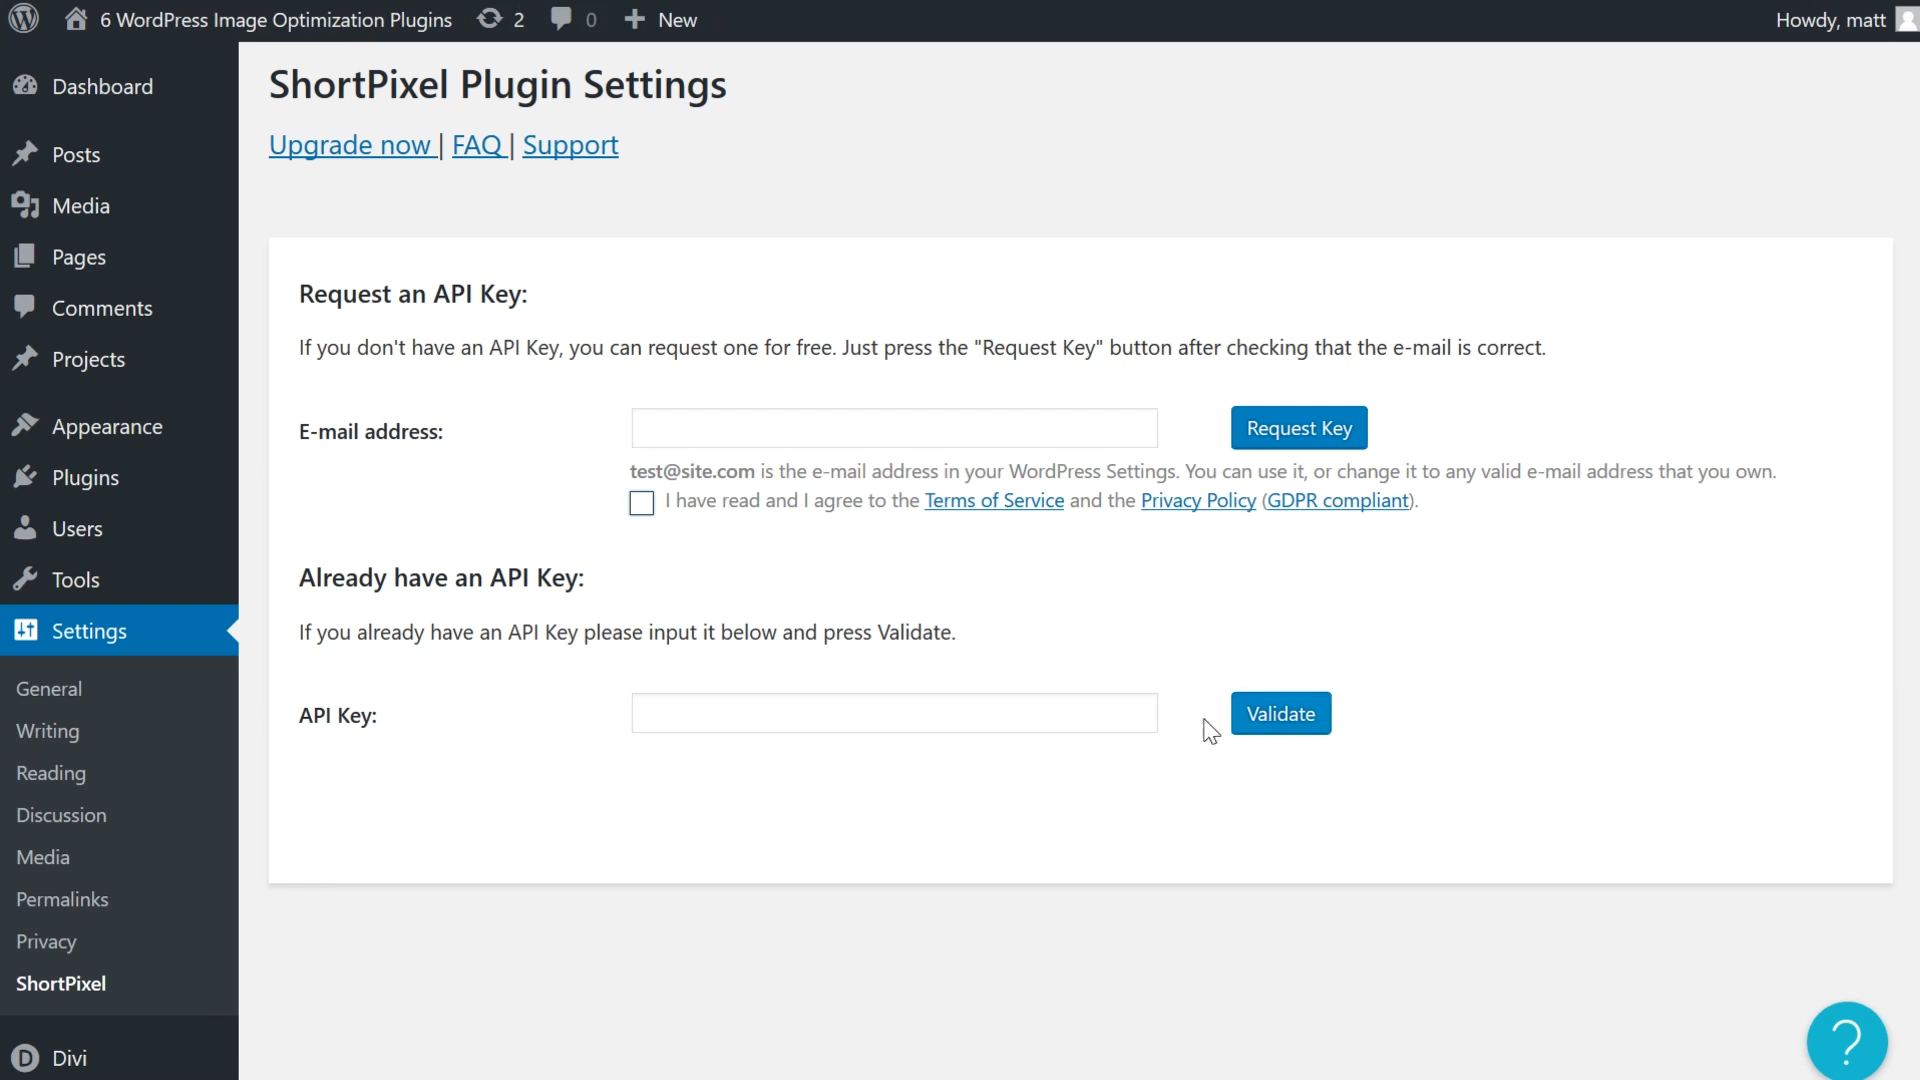 6 WordPress Image Optimization Plugins 2 0 New Howdy, matt
Dashboard
Posts
Media
Pages
Comments
Projects
Appearance
Plugins
Users
Tools
Settings
General
Writing
Reading
Discussion
Media
Permalinks
Privacy
ShortPixel
D Divi
ShortPixel Plugin Settings
Upgrade now | FAQ | Support
Request an API Key:
If you don't have an API Key, you can request one for free. Just press the "Request Key" button after checking that the e-mail is correct.
E-mail address: Request Key
test@site.com is the e-mail address in your WordPress Settings. You can use it, or change it to any valid e-mail address that you own.
I have read and I agree to the Terms of Service and the Privacy Policy (GDPR compliant).
Already have an API Key:
If you already have an API Key please input it below and press Validate.
API Key: Validate
?